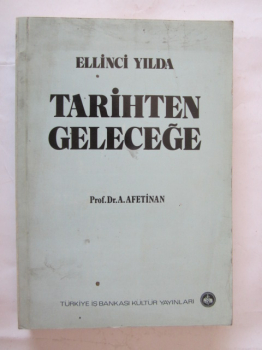 ELLİNCİ YILDA
TARİHTEN
GELECEĞE
Prof. Dr. A. AFETİNAN
TÜRKİYE İŞ BANKASI KÜLTÜR YAYINLARI